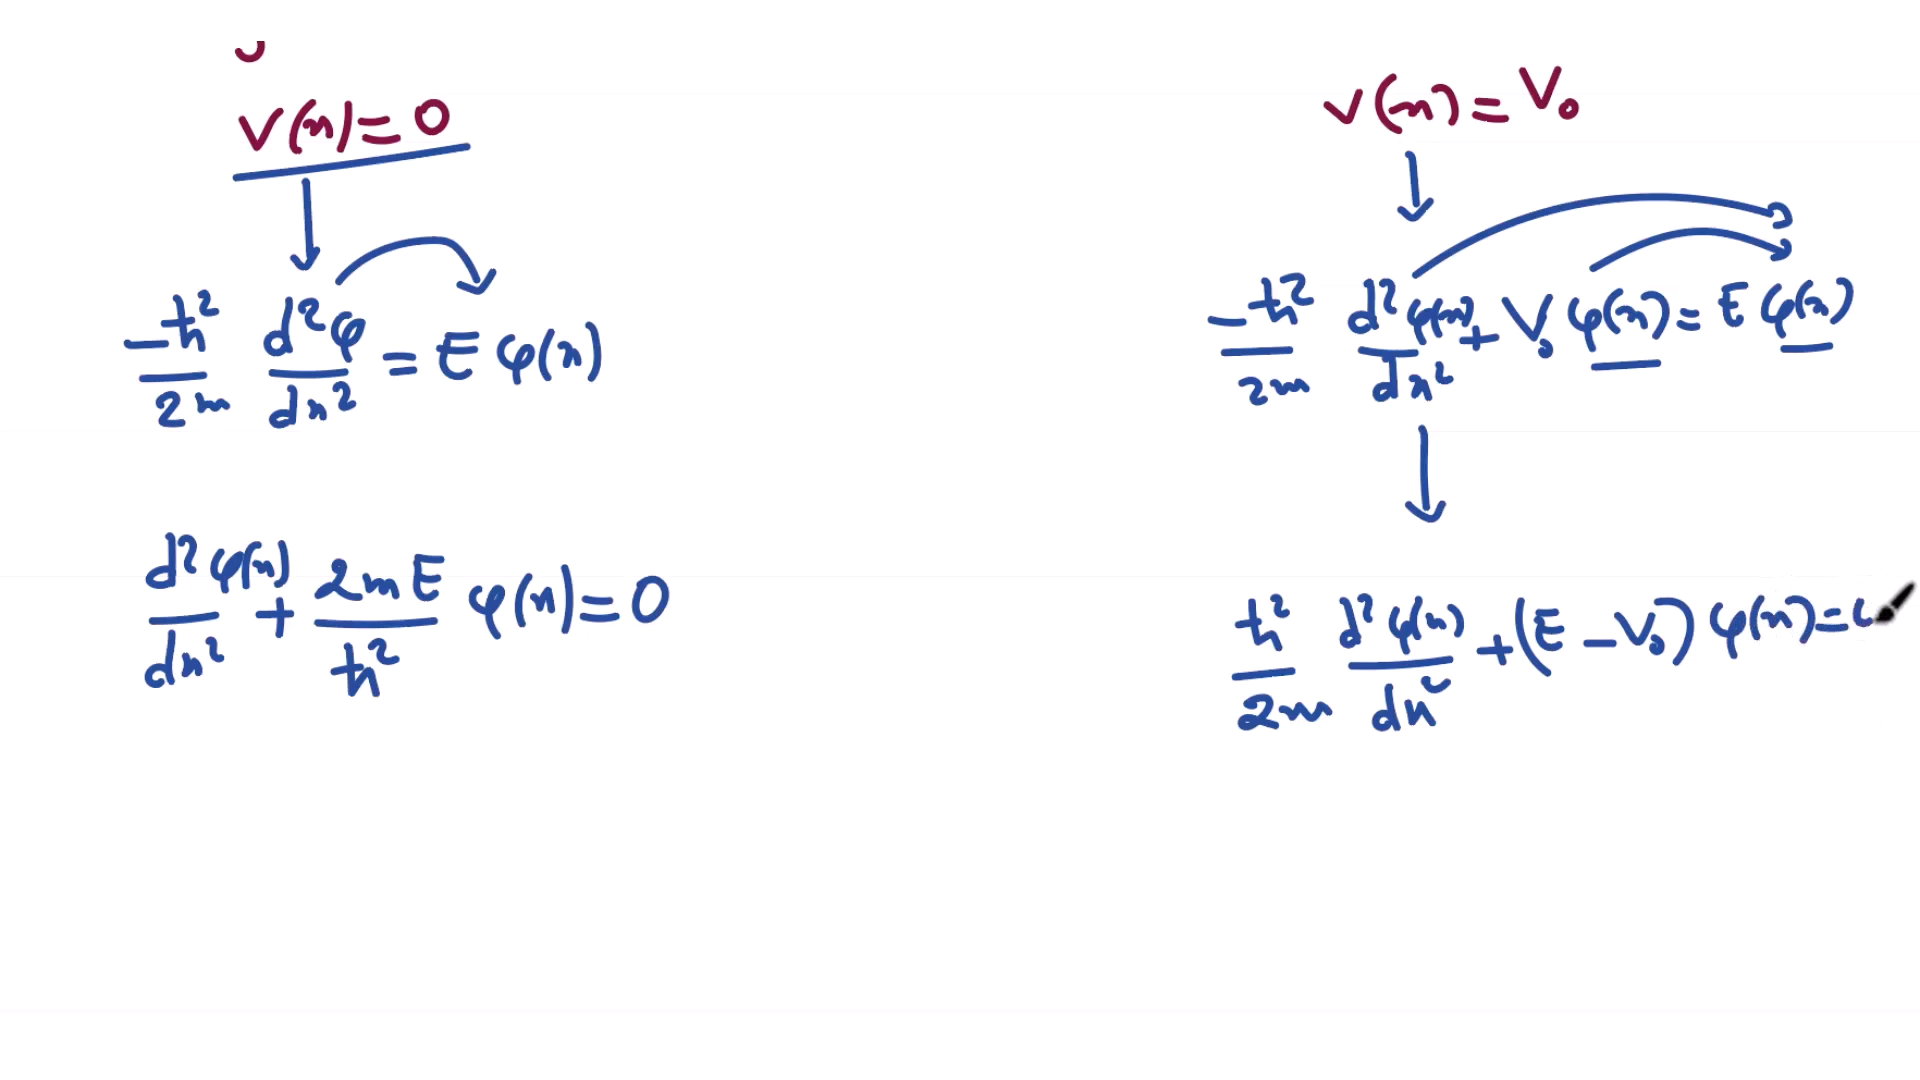 V(x)=0
-ħ²/2m d²φ/dx² = E φ(x)
d²φ(x)/dx² + 2mE/ħ² φ(x)=0
V(x)=V₀
-ħ²/2m d²φ(x)/dx² + V₀ φ(x) = E φ(x)
ħ²/2m d²φ(x)/dx² + (E - V₀) φ(x)=